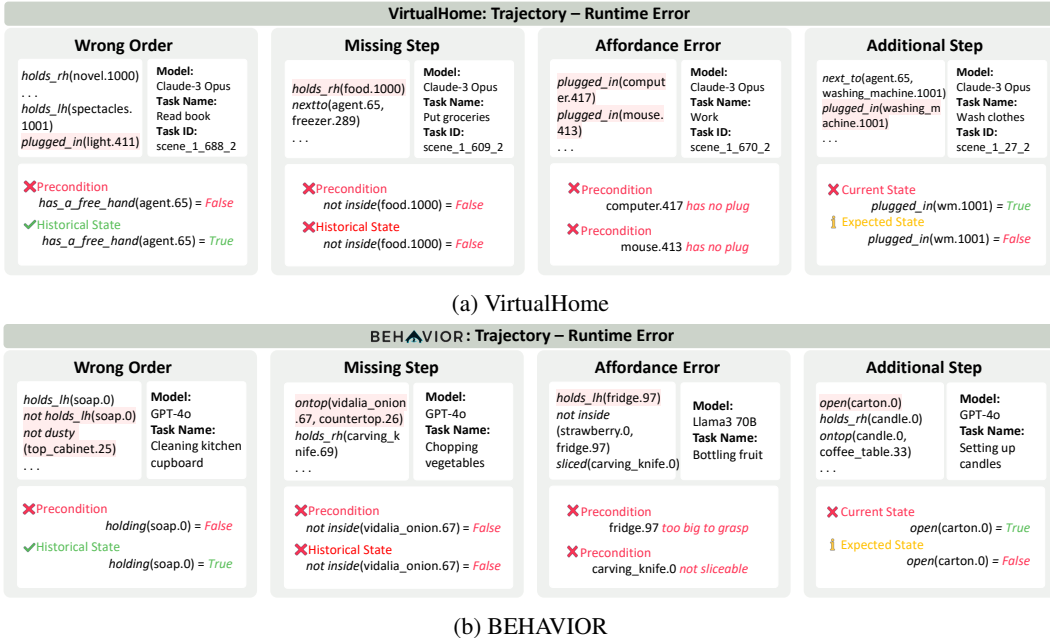 VirtualHome: Trajectory – Runtime Error
Wrong Order
holds_rh(novel.1000)
. . .
holds_lh(spectacles.
1001)
plugged_in(light.411)
Model:
Claude-3 Opus
Task Name:
Read book
Task ID:
scene_1_688_2
Precondition
has_a_free_hand(agent.65) = False
Historical State
has_a_free_hand(agent.65) = True
Missing Step
holds_rh(food.1000)
nextto(agent.65,
freezer.289)
. . .
Model:
Claude-3 Opus
Task Name:
Put groceries
Task ID:
scene_1_609_2
Precondition
not inside(food.1000) = False
Historical State
not inside(food.1000) = False
Affordance Error
plugged_in(comput
er.417)
plugged_in(mouse.
413)
. . .
Model:
Claude-3 Opus
Task Name:
Work
Task ID:
scene_1_670_2
Precondition
computer.417 has no plug
Precondition
mouse.413 has no plug
Additional Step
next_to(agent.65,
washing_machine.1001)
plugged_in(washing_m
achine.1001)
. . .
Model:
Claude-3 Opus
Task Name:
Wash clothes
Task ID:
scene_1_27_2
Current State
plugged_in(wm.1001) = True
Expected State
plugged_in(wm.1001) = False
(a) VirtualHome
BEHAVIOR: Trajectory – Runtime Error
Wrong Order
holds_lh(soap.0)
not holds_lh(soap.0)
not dusty
(top_cabinet.25)
. . .
Model:
GPT-4o
Task Name:
Cleaning kitchen
cupboard
Precondition
holding(soap.0) = False
Historical State
holding(soap.0) = True
Missing Step
ontop(vidalia_onion
.67, countertop.26)
holds_rh(carving_k
nife.69)
. . .
Model:
GPT-4o
Task Name:
Chopping
vegetables
Precondition
not inside(vidalia_onion.67) = False
Historical State
not inside(vidalia_onion.67) = False
Affordance Error
holds_lh(fridge.97)
not inside
(strawberry.0,
fridge.97)
sliced(carving_knife.0)
Model:
Llama3 70B
Task Name:
Bottling fruit
Precondition
fridge.97 too big to grasp
Precondition
carving_knife.0 not sliceable
Additional Step
open(carton.0)
holds_rh(candle.0)
ontop(candle.0,
coffee_table.33)
. . .
Model:
GPT-4o
Task Name:
Setting up
candles
Current State
open(carton.0) = True
Expected State
open(carton.0) = False
(b) BEHAVIOR